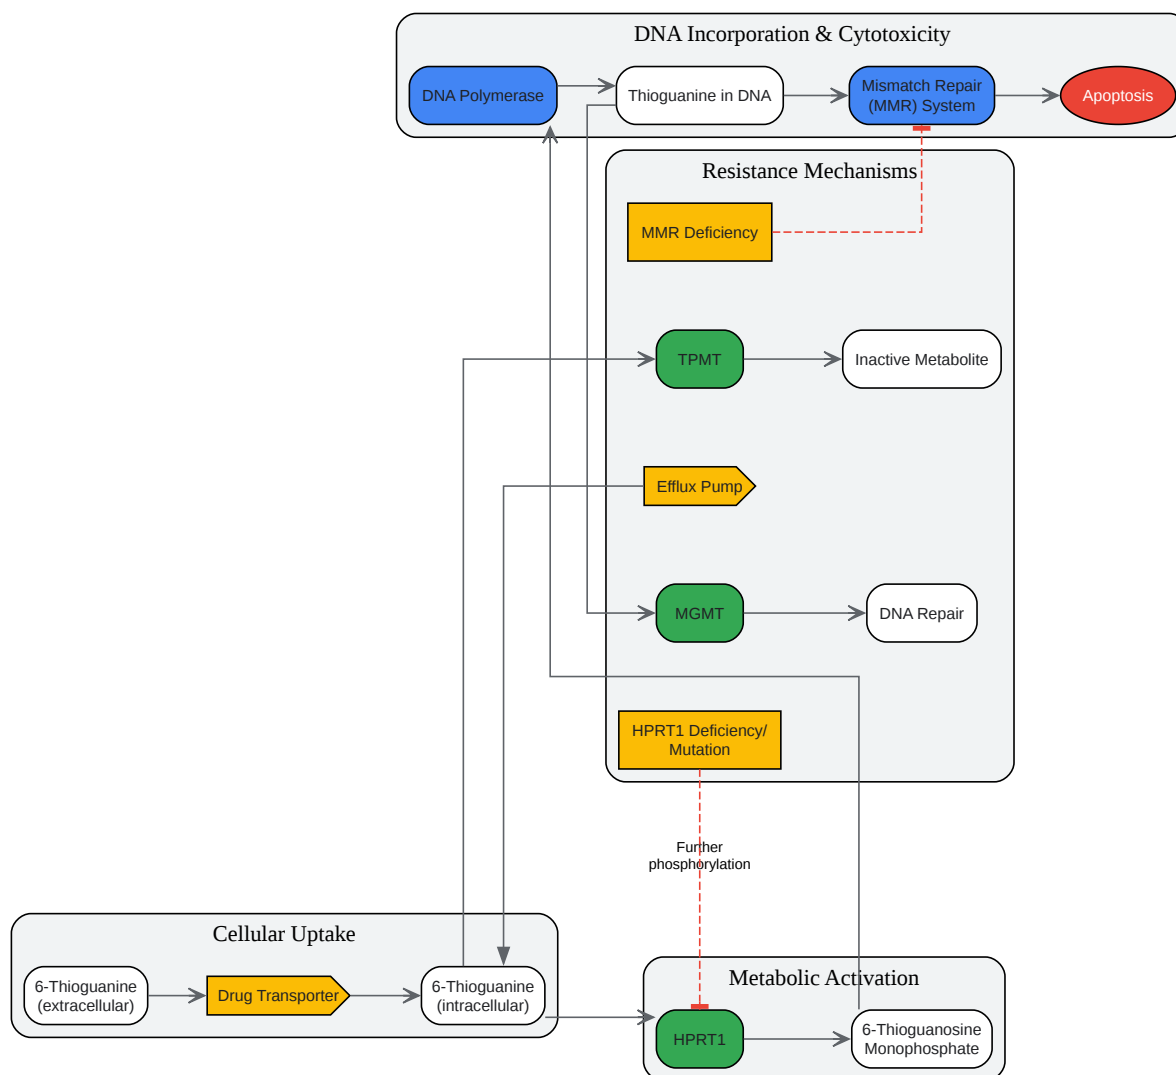 DNA Incorporation & Cytotoxicity
DNA Polymerase
Thioguanine in DNA
Mismatch Repair
(MMR) System
Apoptosis
Resistance Mechanisms
MMR Deficiency
TPMT
Inactive Metabolite
Efflux Pump
MGMT
DNA Repair
HPRT1 Deficiency/
Mutation
Further
phosphorylation
Cellular Uptake
6-Thioguanine
(extracellular)
Drug Transporter
6-Thioguanine
(intracellular)
Metabolic Activation
HPRT1
6-Thioguanosine
Monophosphate